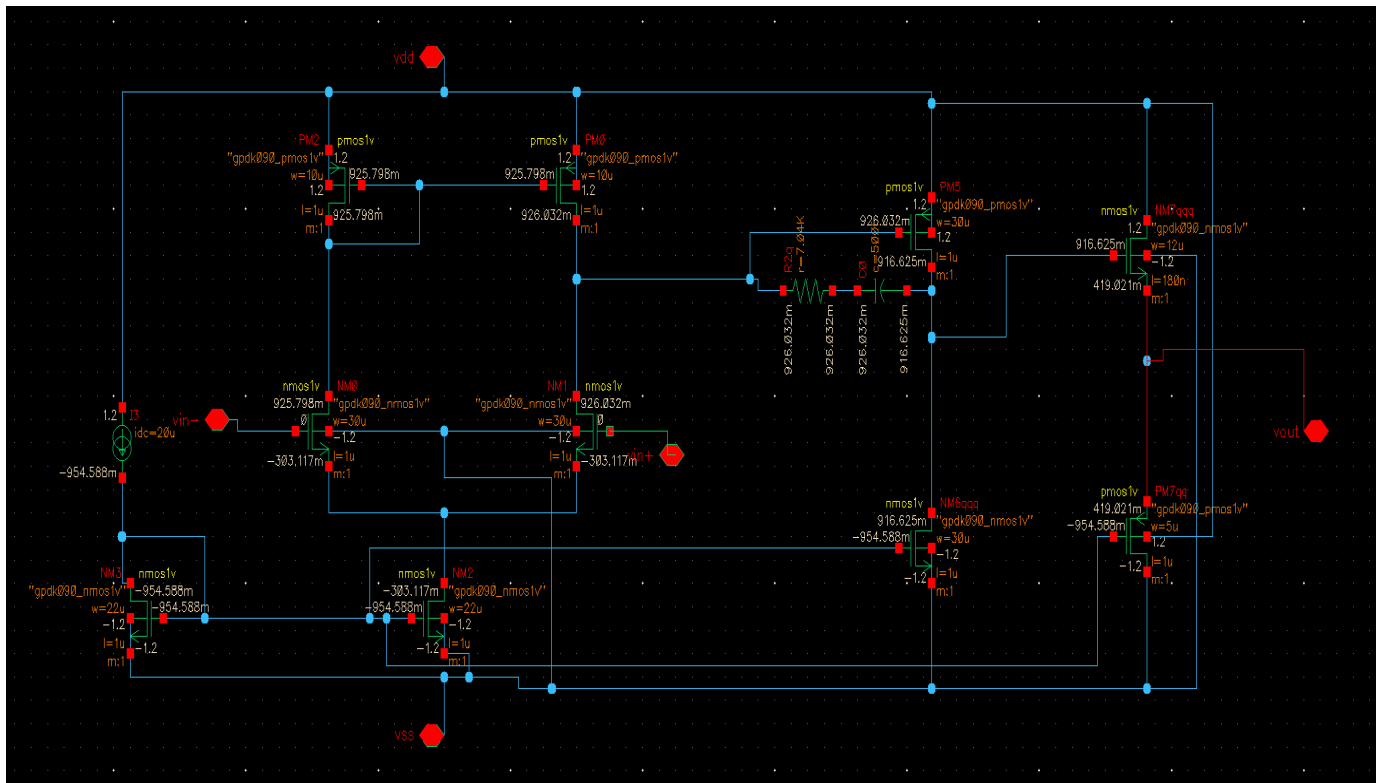 vdd
PM2
pmos1v
1.2
"gpdk090_pmos1v"
w=10u
925.798m
1.2
l=1u
925.798m
m:1
PM0
pmos1v
1.2
"gpdk090_pmos1v"
w=10u
925.798m
1.2
l=1u
926.032m
m:1
pmos1v
PM5
1.2
"gpdk090_pmos1v"
w=30u
926.032m
1.2
l=1u
916.625m
m:1
nmos1v
NM7qqq
1.2
"gpdk090_nmos1v"
w=12u
916.625m
-1.2
l=180n
419.021m
m:1
R2q
r=7.04K
C0
926.032m
926.032m
926.032m
916.625m
1.2
I3
idc=20u
-954.588m
vin-
nmos1v
NM0
925.798m
"gpdk090_nmos1v"
0
w=30u
-1.2
-303.117m
l=1u
m:1
NM1
nmos1v
926.032m
"gpdk090_nmos1v"
0
w=30u
-1.2
-303.117m
l=1u
m:1
vin+
vout
nmos1v
NM6qqq
916.625m
"gpdk090_nmos1v"
-954.588m
w=30u
-1.2
-1.2
l=1u
m:1
pmos1v
PM7qq
419.021m
"gpdk090_pmos1v"
-954.588m
w=5u
1.2
l=1u
-1.2
m:1
NM3
nmos1v
-954.588m
"gpdk090_nmos1v"
-954.588m
w=22u
-1.2
l=1u
-1.2
m:1
nmos1v
NM2
-303.117m
"gpdk090_nmos1v"
-954.588m
w=22u
-1.2
-1.2
l=1u
m:1
vss